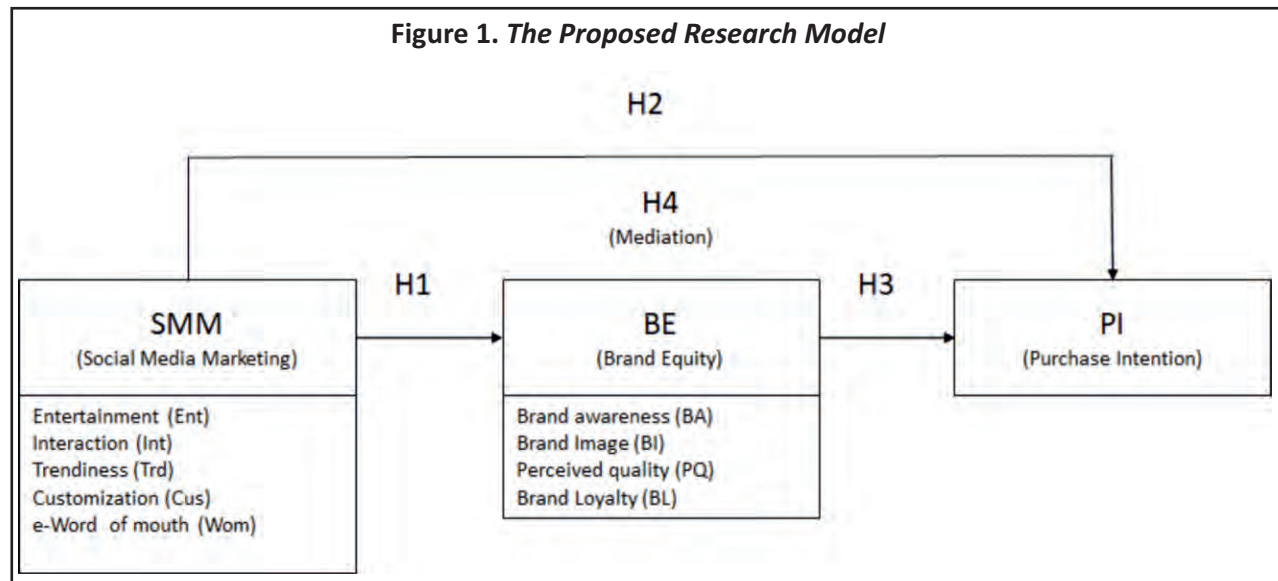 Figure 1. The Proposed Research Model
H2
H4
(Mediation)
H1
H3
SMM
(Social Media Marketing)
BE
(Brand Equity)
PI
(Purchase Intention)
Entertainment (Ent)
Interaction (Int)
Trendiness (Trd)
Customization (Cus)
e-Word of mouth (Wom)
Brand awareness (BA)
Brand Image (BI)
Perceived quality (PQ)
Brand Loyalty (BL)